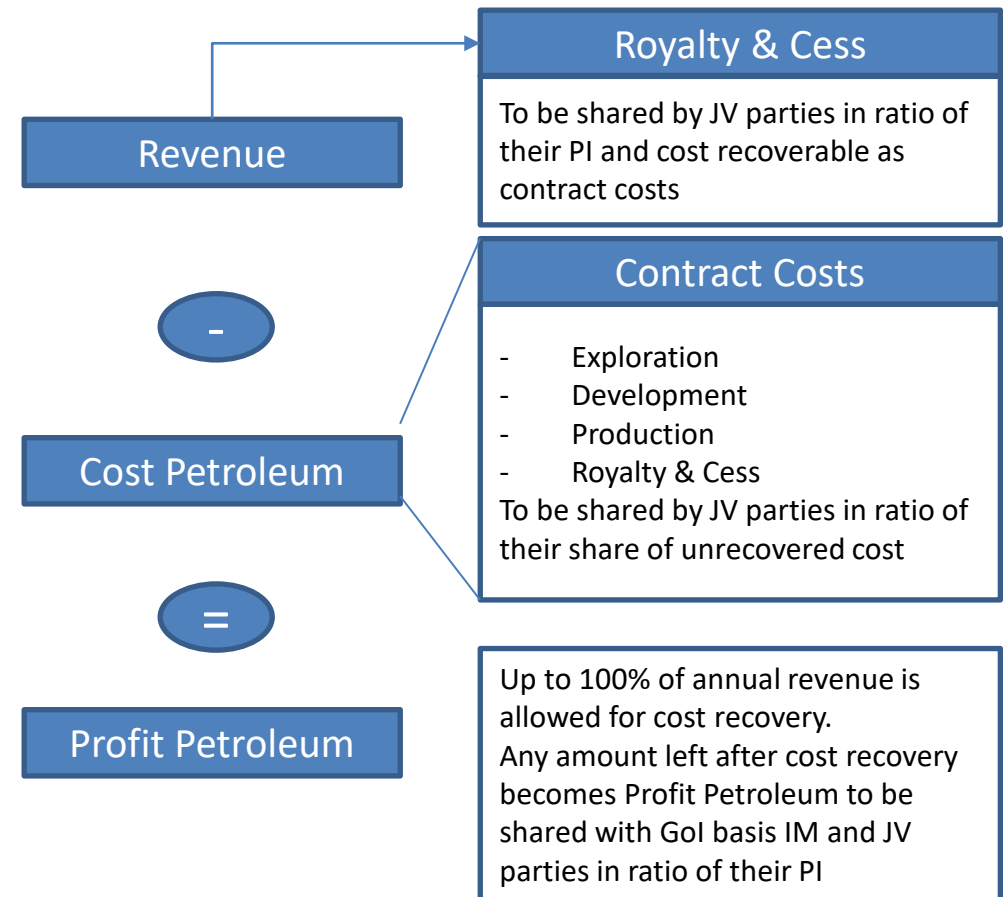 Revenue
-
Cost Petroleum
=
Profit Petroleum
Royalty & Cess
To be shared by JV parties in ratio of
their PI and cost recoverable as
contract costs
Contract Costs
- Exploration
- Development
- Production
- Royalty & Cess
To be shared by JV parties in ratio of
their share of unrecovered cost
Up to 100% of annual revenue is
allowed for cost recovery.
Any amount left after cost recovery
becomes Profit Petroleum to be
shared with GoI basis IM and JV
parties in ratio of their PI